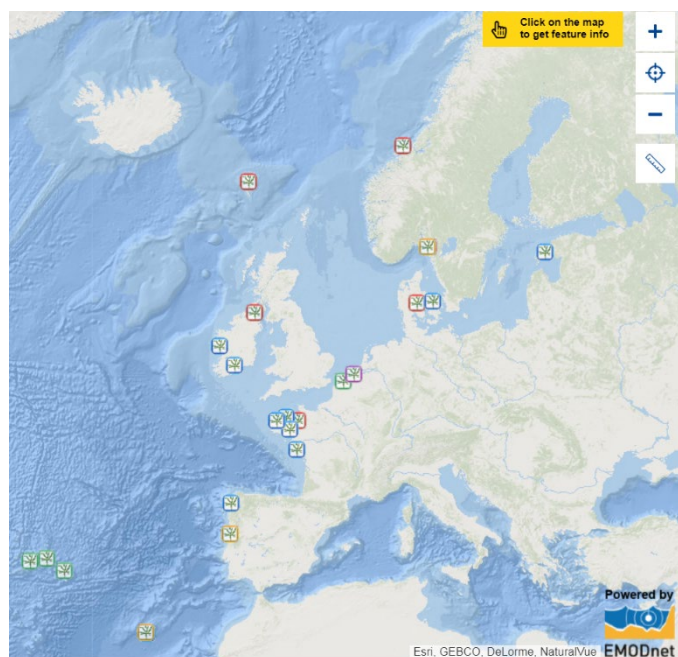 Click on the map
to get feature info
+
−
Powered by
Esri, GEBCO, DeLorme, NaturalVue
EMODnet